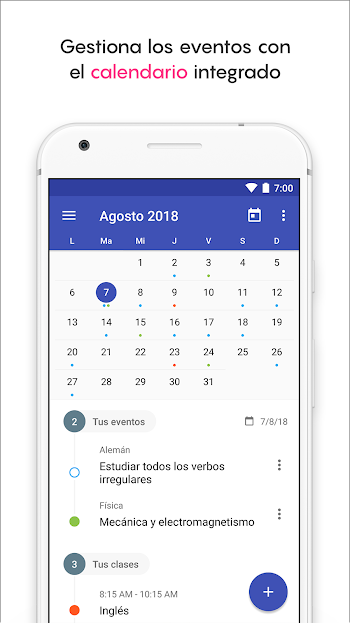 Gestiona los eventos con
el calendario integrado
7:00
Agosto 2018
L Ma Mi J V S D
1 2 3 4 5
6 7 8 9 10 11 12
13 14 15 16 17 18 19
20 21 22 23 24 25 26
27 28 29 30 31
2 Tus eventos 7/8/18
Alemán
Estudiar todos los verbos
irregulares
Física
Mecánica y electromagnetismo
3 Tus clases
8:15 AM - 10:15 AM
Inglés